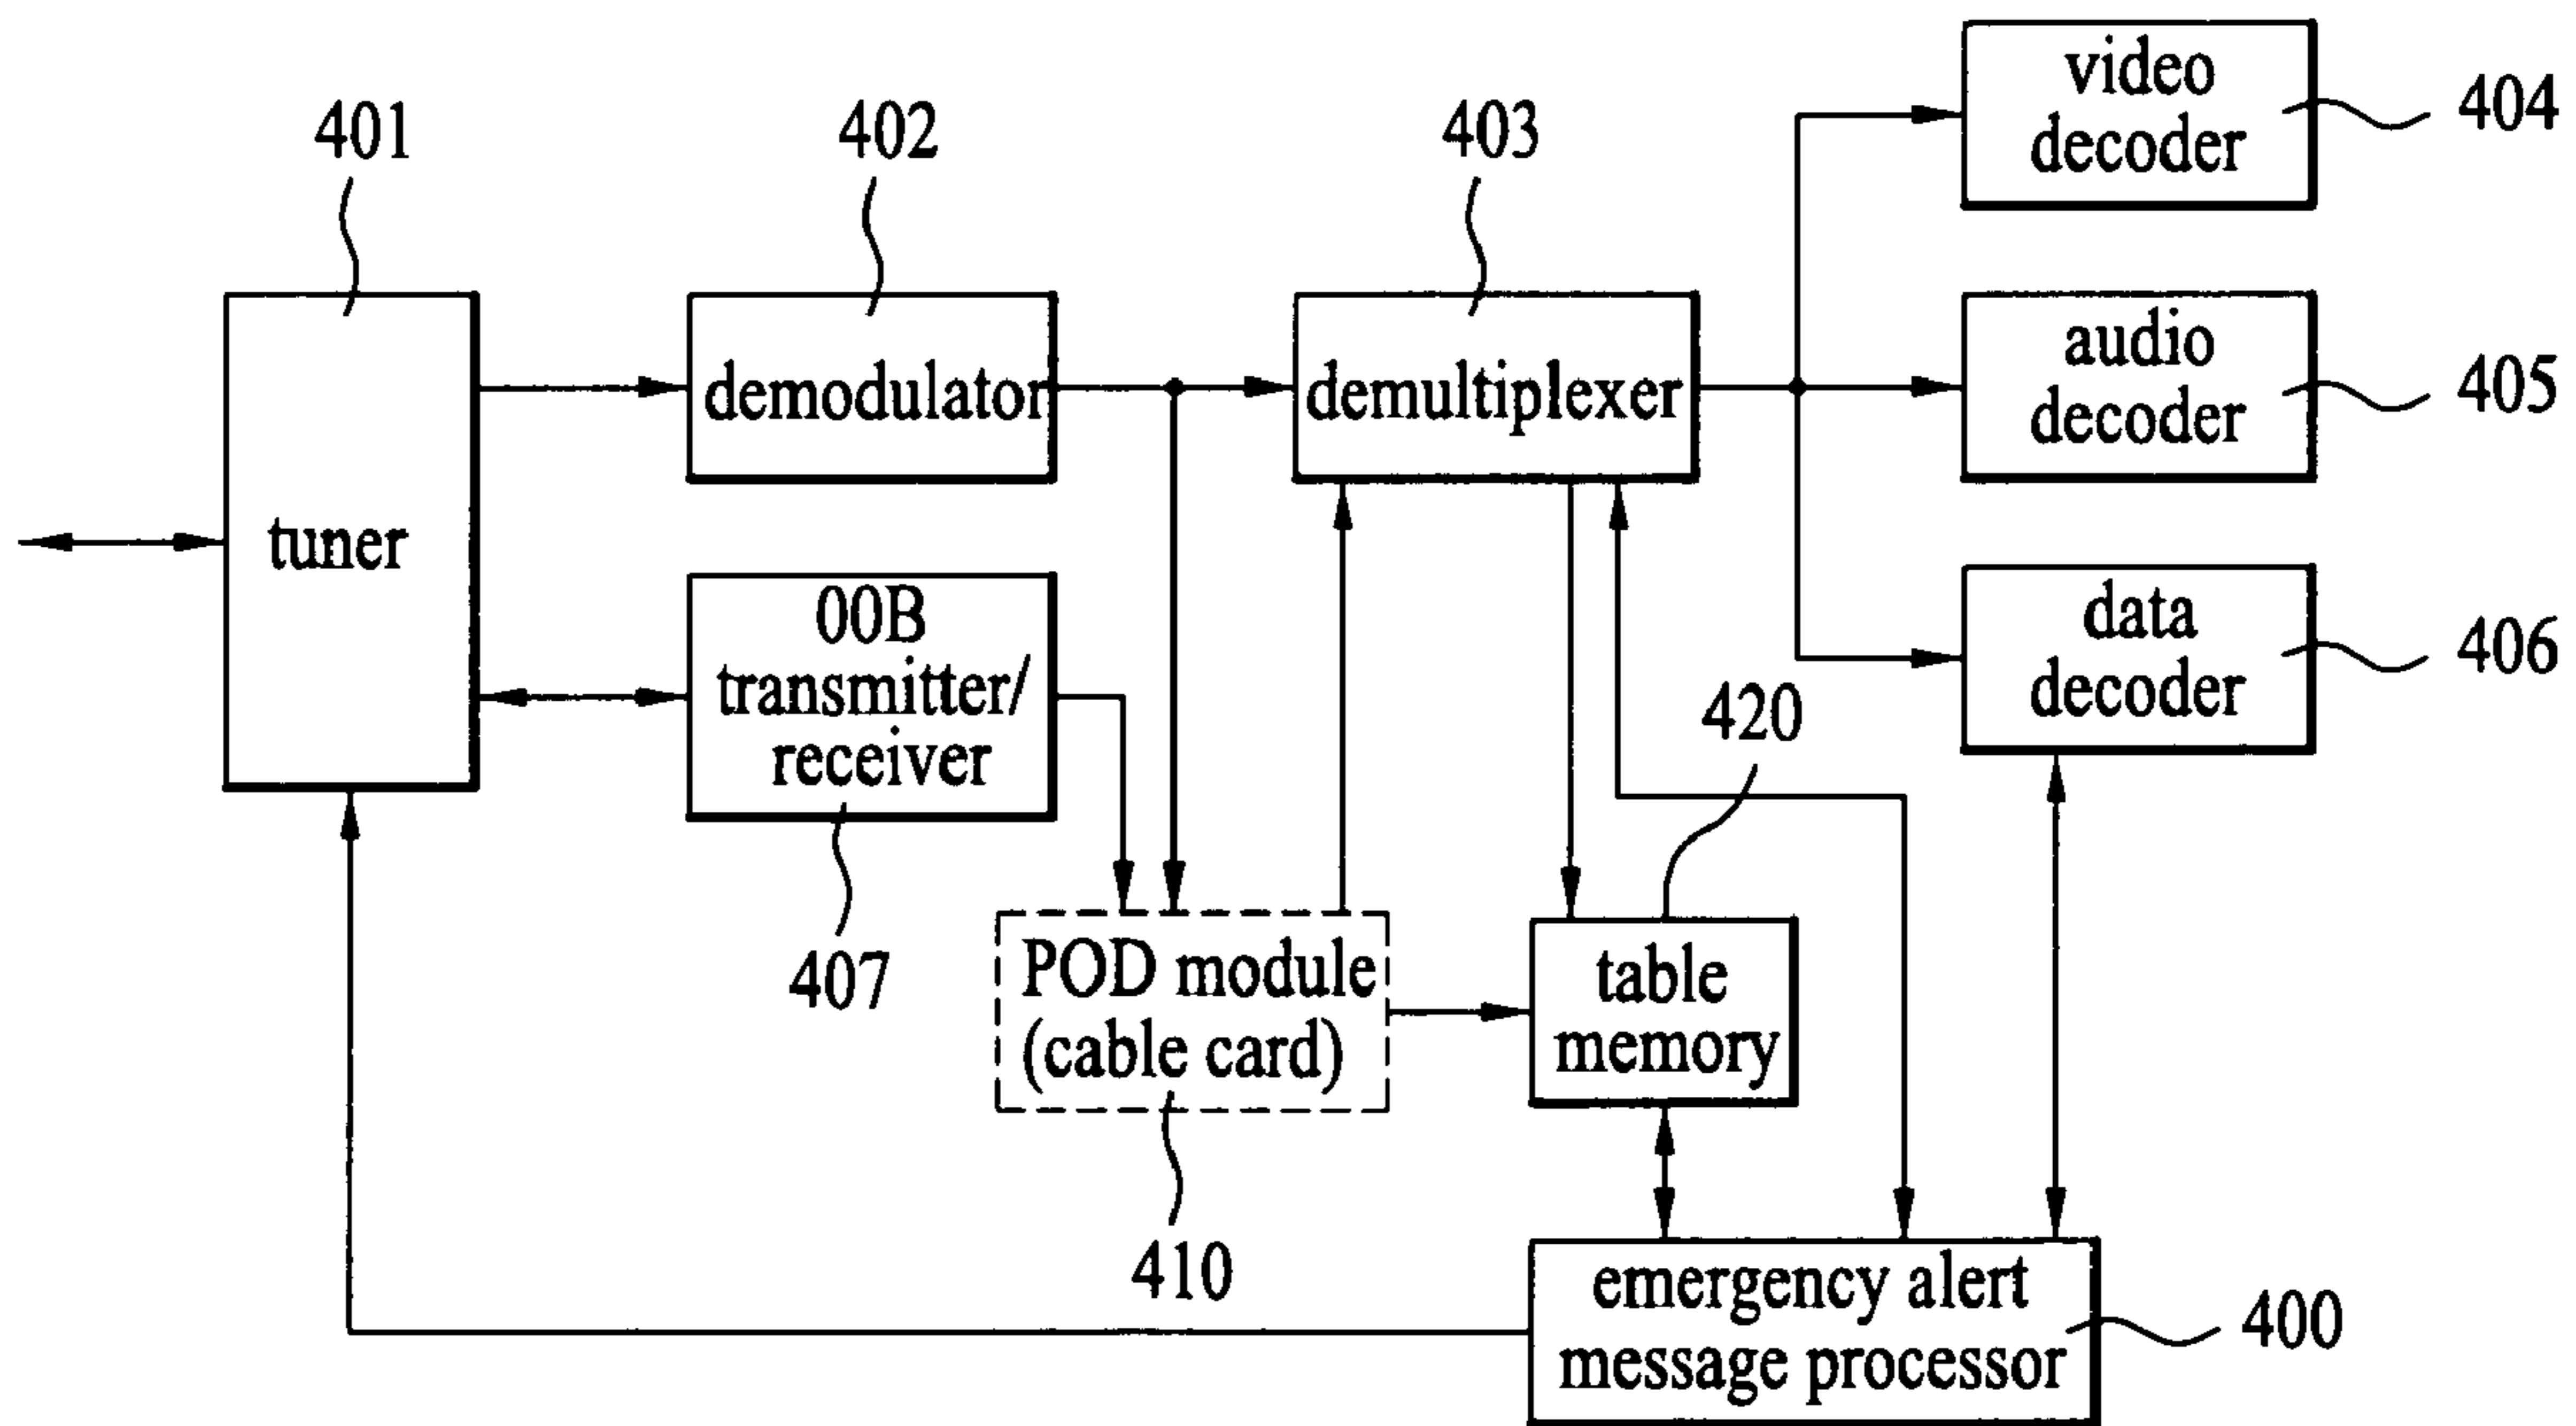 401
402
403
video
decoder
404
tuner
demodulator
demultiplexer
audio
decoder
405
00B
transmitter/
receiver
407
data
decoder
406
420
POD module
(cable card)
410
table
memory
emergency alert
message processor
400